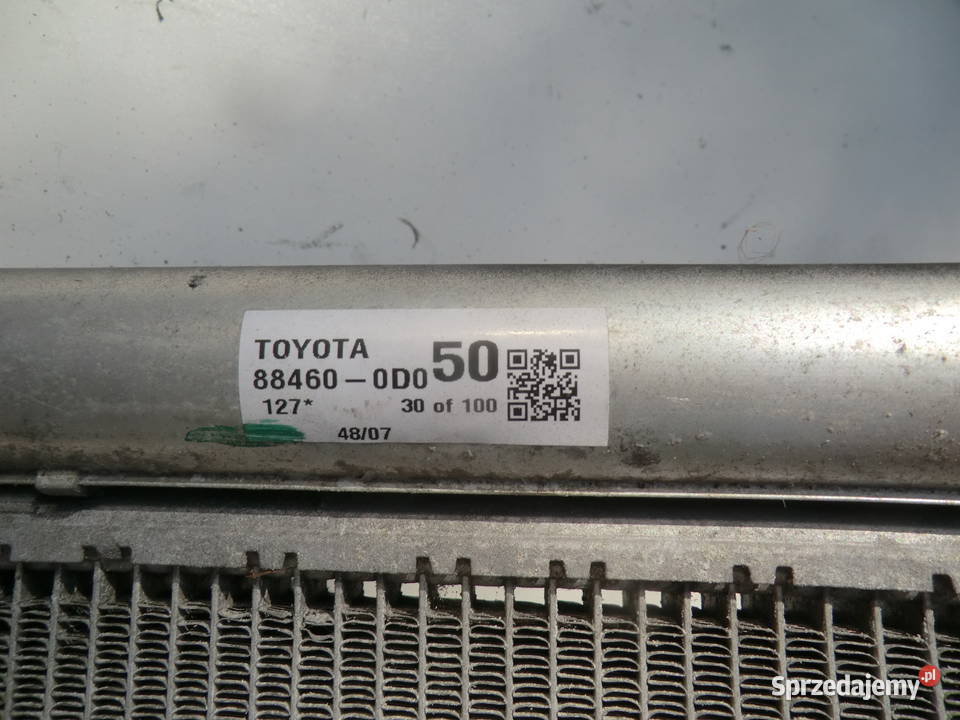 TOYOTA
88460-0D050
127* 30 of 100
48/07
Sprzedajemy.pl